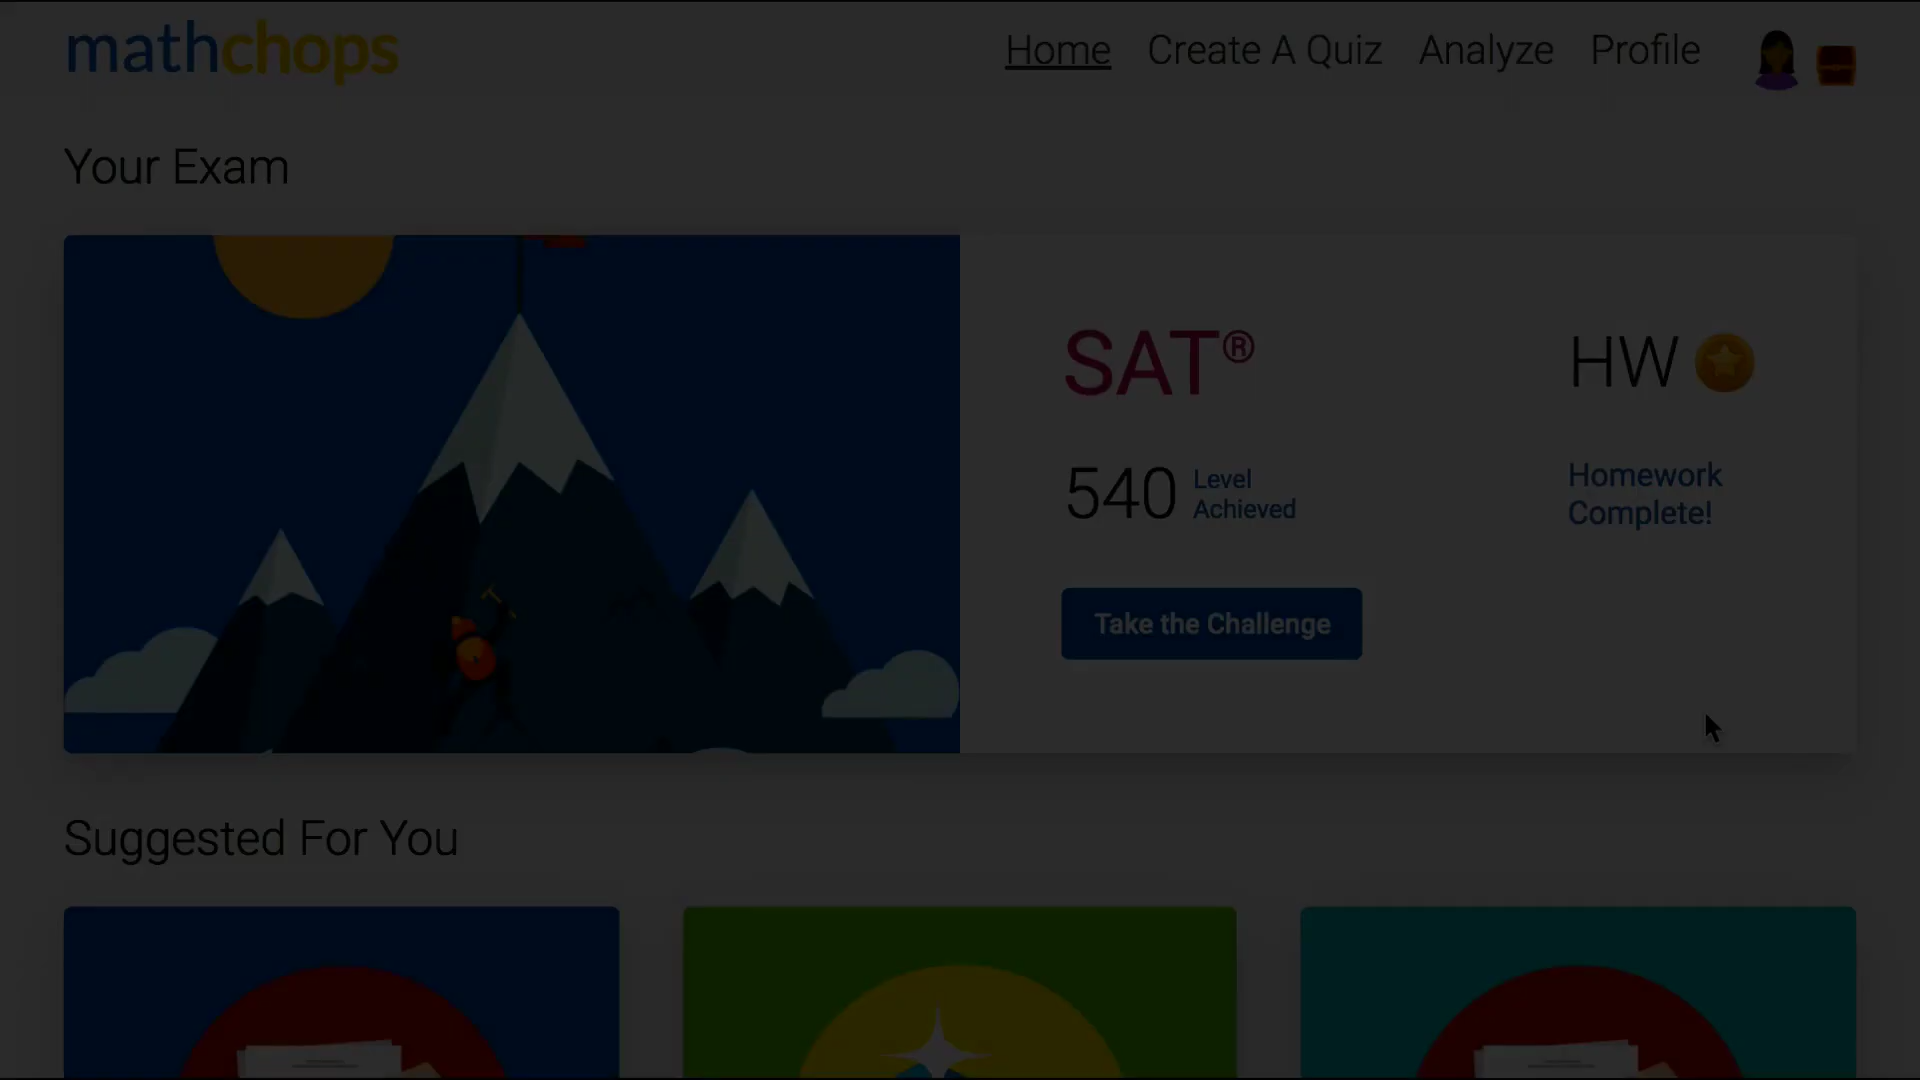 mathchops
Home Create A Quiz Analyze Profile
Your Exam
SAT®
HW
540 Level Achieved
Homework Complete!
Take the Challenge
Suggested For You